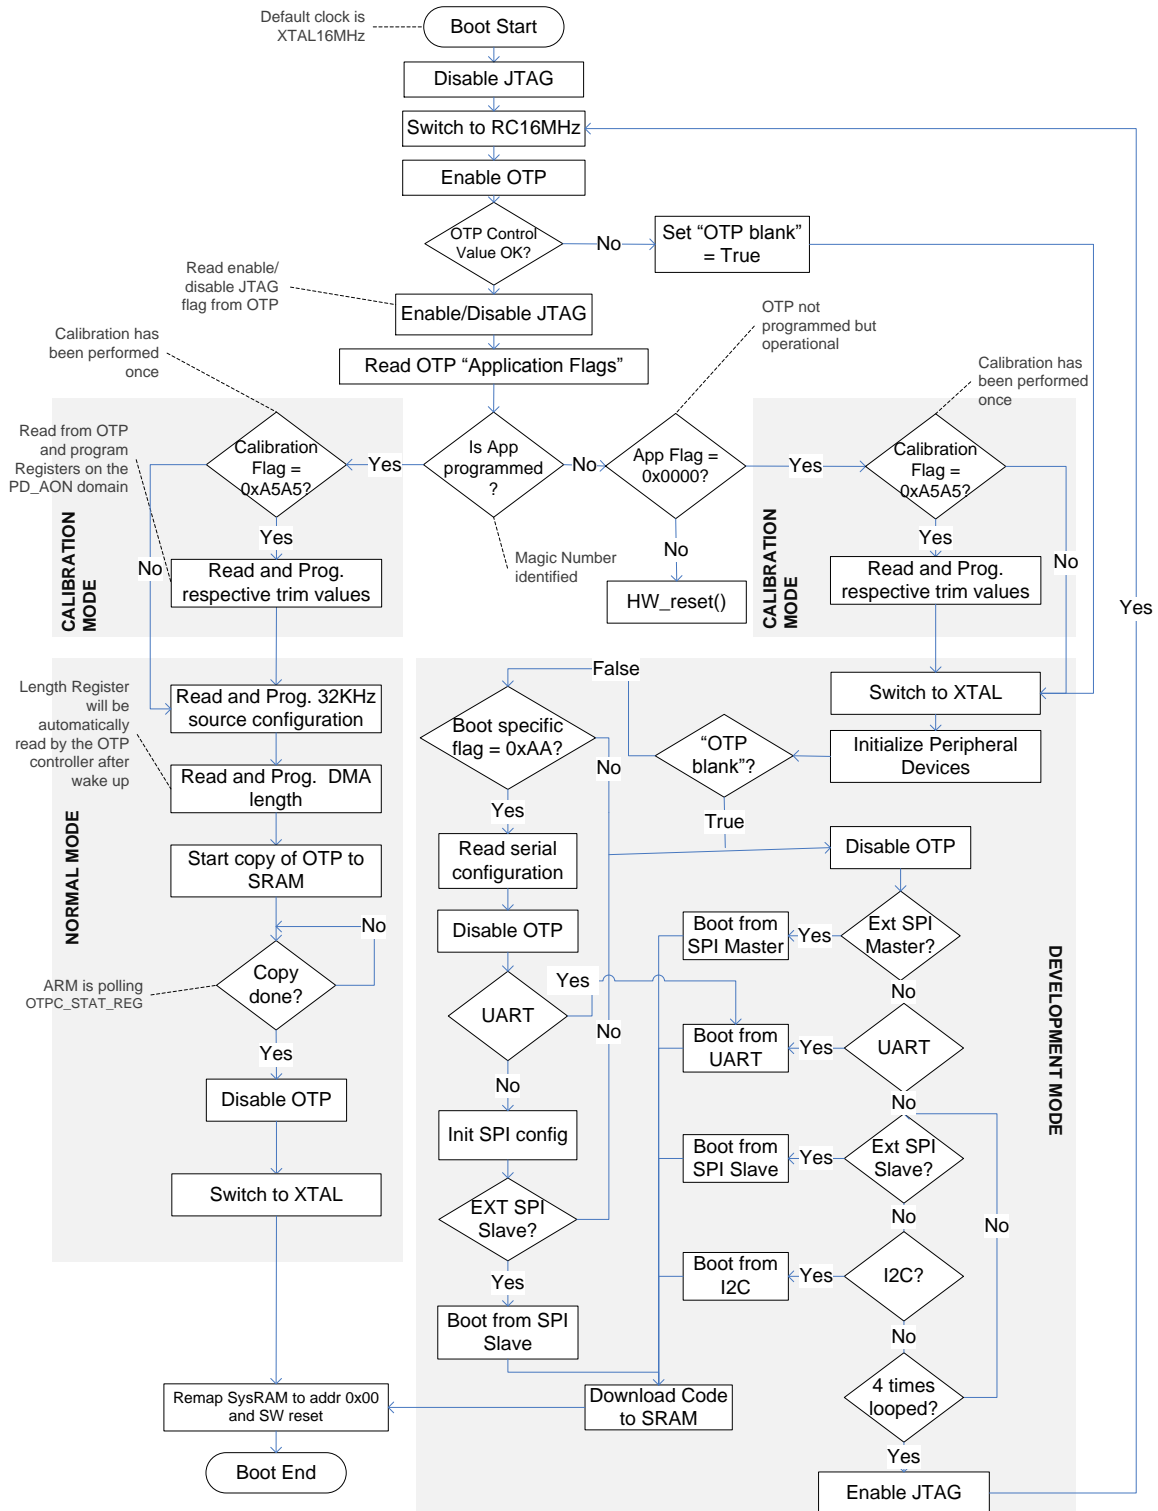 Default clock is
XTAL16MHz
Boot Start
Disable JTAG
Switch to RC16MHz
Enable OTP
OTP Control
Value OK?
No
Set “OTP blank”
= True
Read enable/
disable JTAG
flag from OTP
Enable/Disable JTAG
Calibration has
been performed
once
Read OTP “Application Flags”
OTP not
programmed but
operational
Calibration has
been performed
once
Read from OTP
and program
Registers on the
PD_AON domain
Calibration
Flag =
0xA5A5?
Yes
Is App
programmed
?
No
App Flag =
0x0000?
Yes
Calibration
Flag =
0xA5A5?
Yes
No
Read and Prog.
respective trim values
CALIBRATION
MODE
Magic Number
identified
No
HW_reset()
Yes
No
Read and Prog.
respective trim values
CALIBRATION
MODE
Yes
Length Register
will be
automatically
read by the OTP
controller after
wake up
Read and Prog. 32KHz
source configuration
Read and Prog.  DMA
length
Start copy of OTP to
SRAM
No
Copy
done?
ARM is polling
OTPC_STAT_REG
Yes
Disable OTP
Switch to XTAL
NORMAL MODE
False
Switch to XTAL
Boot specific
flag = 0xAA?
No
“OTP
blank”?
Initialize Peripheral
Devices
Yes
True
Read serial
configuration
Disable OTP
Disable OTP
Boot from
SPI Master
Yes
Ext SPI
Master?
Yes
No
UART
No
Boot from
UART
Yes
UART
No
No
Init SPI config
Boot from
SPI Slave
Yes
Ext SPI
Slave?
EXT SPI
Slave?
No
No
Yes
Boot from
I2C
Yes
I2C?
Boot from SPI
Slave
No
4 times
looped?
Remap SysRAM to addr 0x00
and SW reset
Download Code
to SRAM
Yes
Boot End
Enable JTAG
DEVELOPMENT MODE